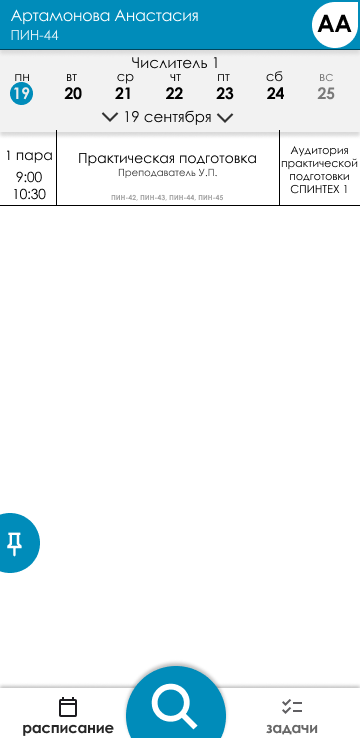 Артамонова Анастасия
ПИН-44
АА
Числитель 1
пн вт ср чт пт сб вс
19 20 21 22 23 24 25
19 сентября
1 пара
9:00
10:30
Практическая подготовка
Преподаватель У.П.
ПИН-42, ПИН-43, ПИН-44, ПИН-45
Аудитория
практической
подготовки
СПИНТЕХ 1
расписание
задачи